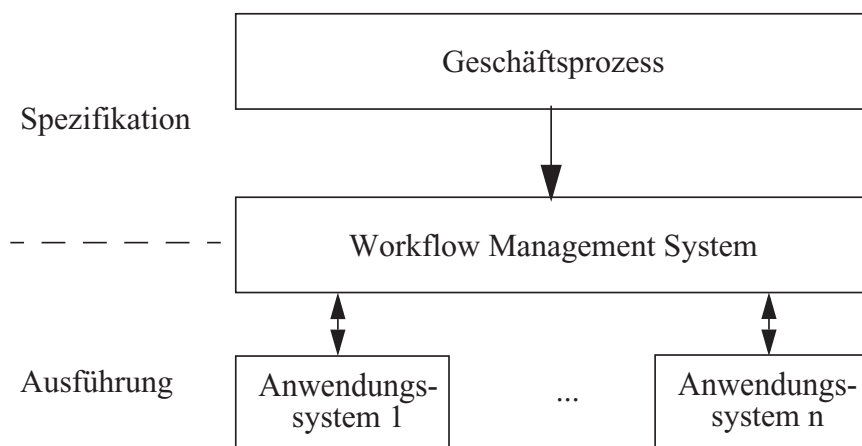 Geschäftsprozess
Spezifikation
Workflow Management System
Ausführung
Anwendungs-
system 1
...
Anwendungs-
system n